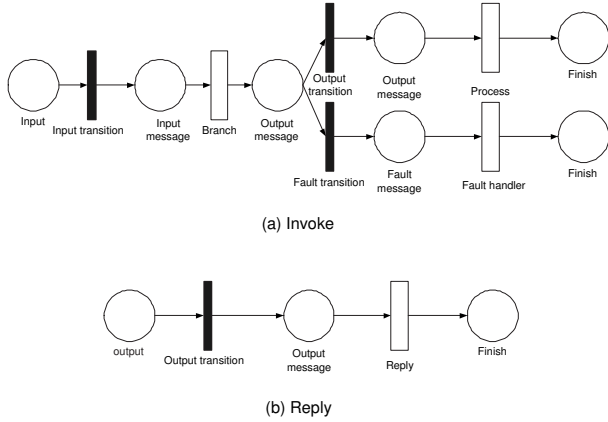 Input
Input transition
Input
message
Branch
Output
message
Output
transition
Output
message
Process
Finish
Fault transition
Fault
message
Fault handler
Finish
(a) Invoke
output
Output transition
Output
message
Reply
Finish
(b) Reply